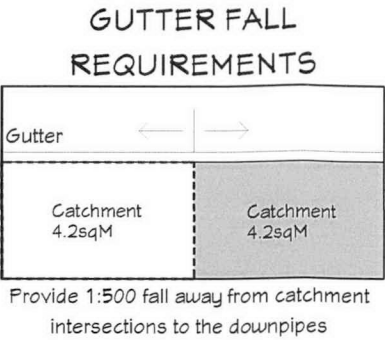 GUTTER FALL
REQUIREMENTS
Gutter
Catchment
4.2sqM
Catchment
4.2sqM
Provide 1:500 fall away from catchment
intersections to the downpipes